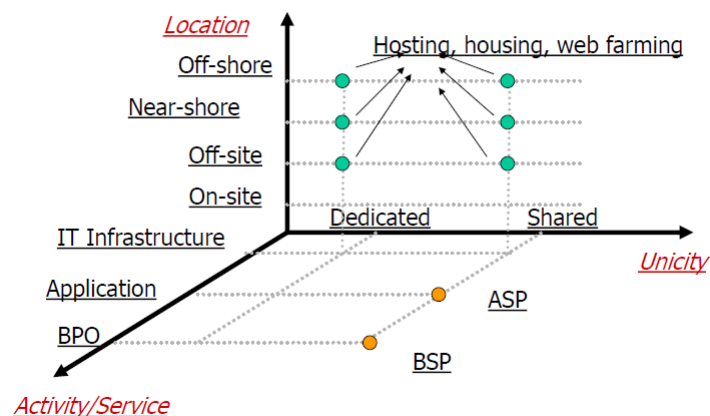 Location
Hosting, housing, web farming
Off-shore
Near-shore
Off-site
On-site
Dedicated
Shared
IT Infrastructure
Unicity
Application
ASP
BPO
BSP
Activity/Service